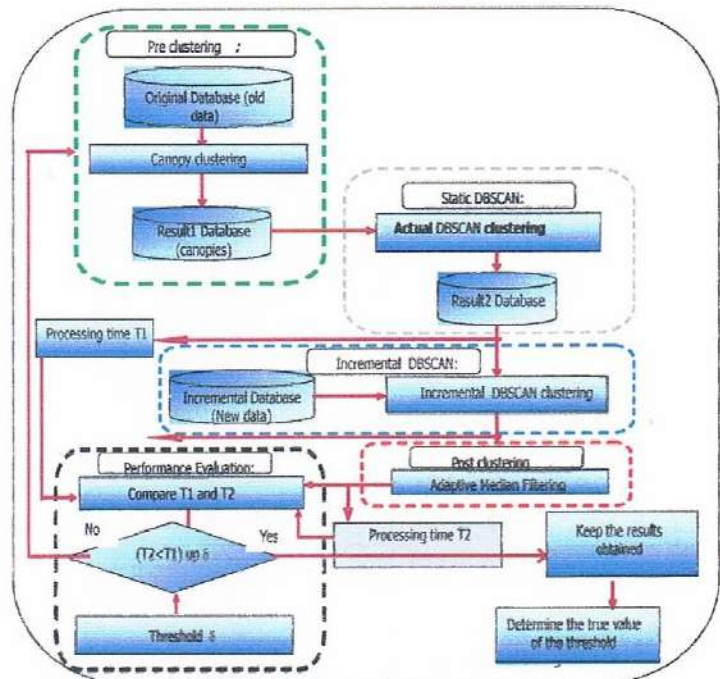 Pre clustering :
Original Database (old
data)
Canopy clustering
Result1 Database
(canopies)
Static DBSCAN:
Actual DBSCAN clustering
Result2 Database
Processing time T1
Incremental DBSCAN:
Incremental Database
(New data)
Incremental DBSCAN clustering
Performance Evaluation:
Compare T1 and T2
Post clustering
Adaptive Median Filtering
No
(T2<T1) up δ
Yes
Processing time T2
Keep the results
obtained
Threshold δ
Determine the true value
of the threshold